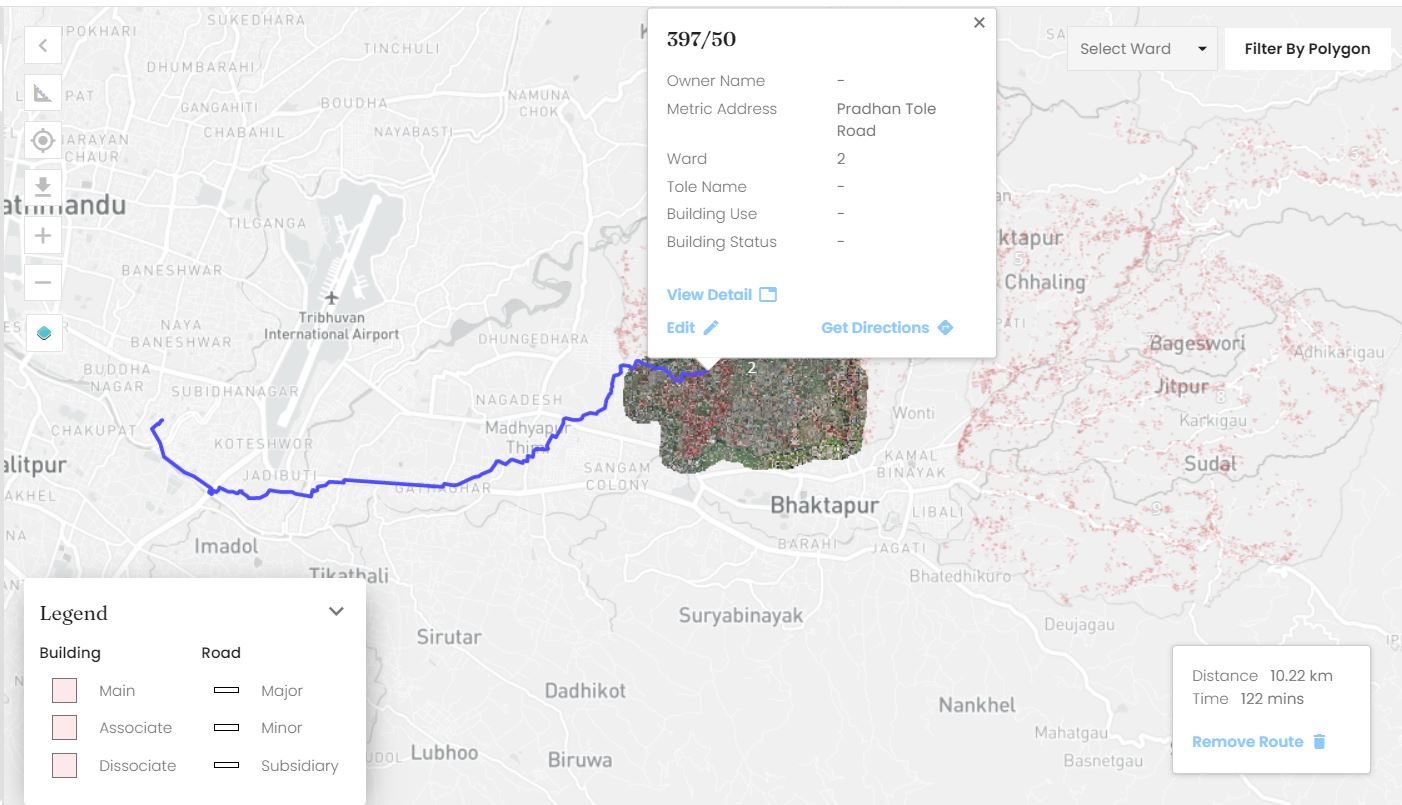 397/50
Owner Name -
Metric Address Pradhan Tole
Road
Ward 2
Tole Name -
Building Use -
Building Status -
View Detail
Edit Get Directions
Select Ward
Filter By Polygon
SUKEDHARA
TINCHULI
DHUMBARAHI
GANGAHITI
BOUDHA
NAMUNA
CHOK
CHABAHIL
NAYABASTI
CHAUR
TILGANGA
BANESHWAR
Tribhuvan
International Airport
NAYA
BANESHWAR
DHUNGEDHARA
BUDDHA
NAGAR
SUBIDHANAGAR
NAGADESH
CHAKUPAT
KOTESHWOR
Madhyapur
JADIBUTI
SANGAM
COLONY
2
Chhaling
5
Bageswori
Adhikarigau
Jitpur
8
Karkigau
Wonti
KAMAL
BINAYAK
Sudal
9
Bhaktapur
LIBALI
BARAHI
JAGATI
Bhatedhikuro
Imadol
Tikathali
Suryabinayak
Deujagau
Sirutar
Dadhikot
Nankhel
Mahatgau
Basnetgau
Lubhoo
Biruwa
Legend
Building Road
Main Major
Associate Minor
Dissociate Subsidiary
Distance 10.22 km
Time 122 mins
Remove Route